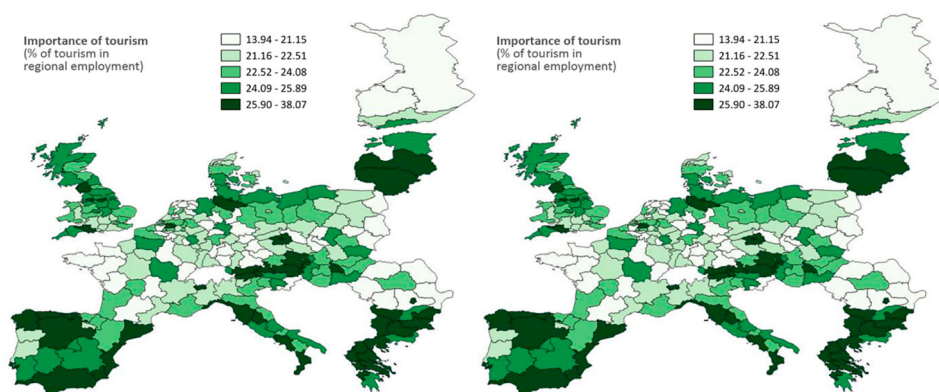 Importance of tourism
(% of tourism in
regional employment)
13.94 - 21.15
21.16 - 22.51
22.52 - 24.08
24.09 - 25.89
25.90 - 38.07
Importance of tourism
(% of tourism in
regional employment)
13.94 - 21.15
21.16 - 22.51
22.52 - 24.08
24.09 - 25.89
25.90 - 38.07